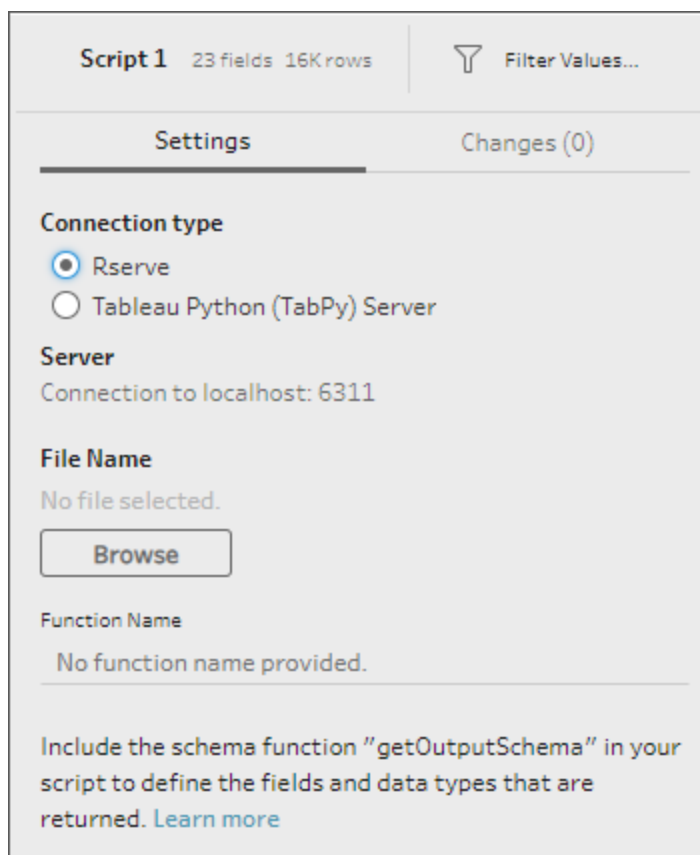 Script 1 23 fields 16K rows Filter Values...
Settings Changes (0)
Connection type
Rserve
Tableau Python (TabPy) Server
Server
Connection to localhost: 6311
File Name
No file selected.
Browse
Function Name
No function name provided.
Include the schema function "getOutputSchema" in your
script to define the fields and data types that are
returned. Learn more